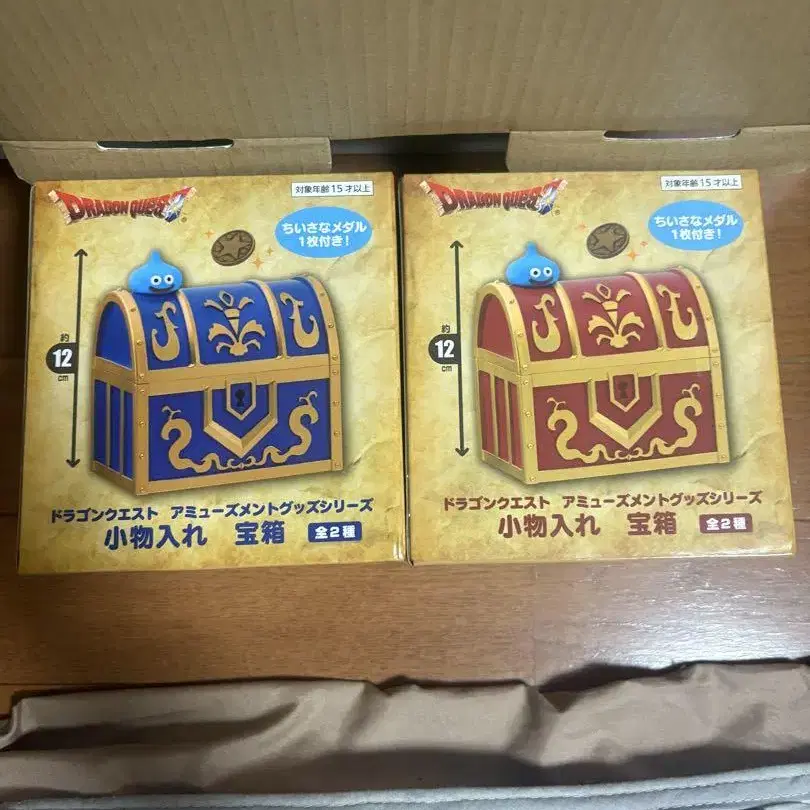 DRAGON QUEST
対象年齢15才以上
ちいさなメダル
1枚付き!
約
12
cm
ドラゴンクエスト アミューズメントグッズシリーズ
小物入れ 宝箱 全2種
DRAGON QUEST
対象年齢15才以上
ちいさなメダル
1枚付き!
約
12
cm
ドラゴンクエスト アミューズメントグッズシリーズ
小物入れ 宝箱 全2種